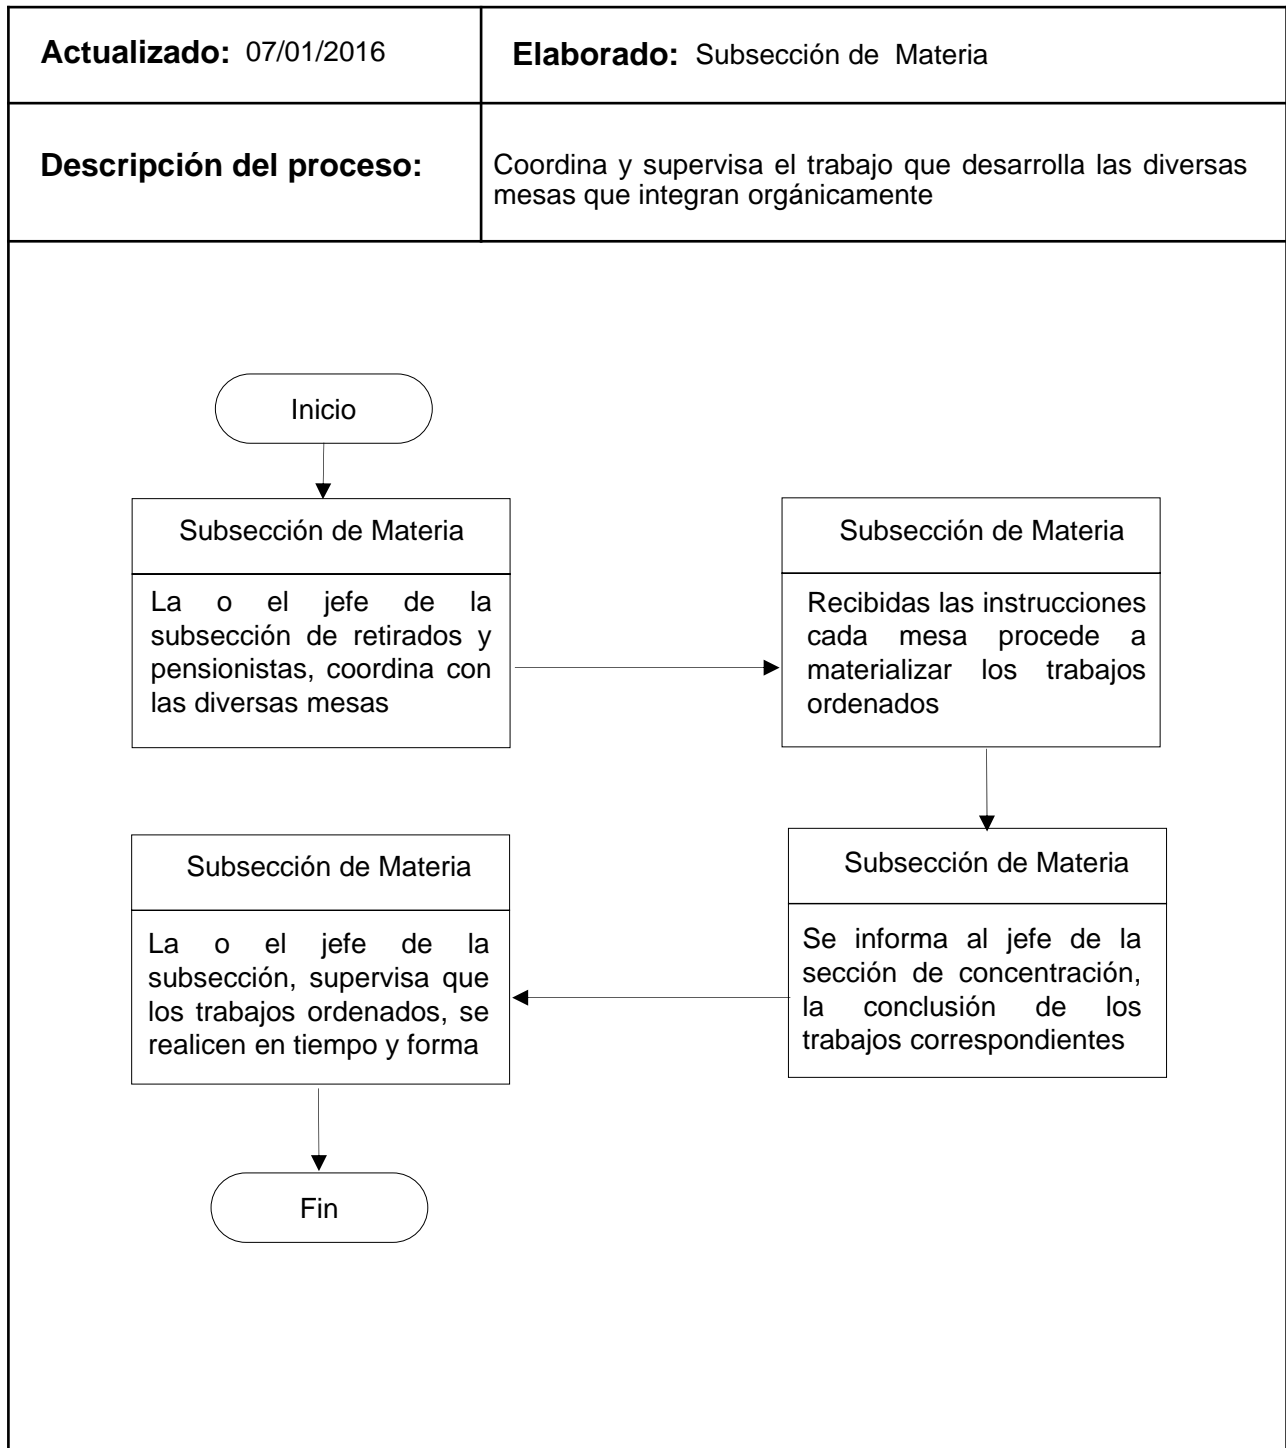 Actualizado: 07/01/2016
Elaborado: Subsección de Materia
Descripción del proceso:
Coordina y supervisa el trabajo que desarrolla las diversas
mesas que integran orgánicamente
Inicio
Subsección de Materia
La o el jefe de la
subsección de retirados y
pensionistas, coordina con
las diversas mesas
Subsección de Materia
Recibidas las instrucciones
cada mesa procede a
materializar los trabajos
ordenados
Subsección de Materia
Se informa al jefe de la
sección de concentración,
la conclusión de los
trabajos correspondientes
Subsección de Materia
La o el jefe de la
subsección, supervisa que
los trabajos ordenados, se
realicen en tiempo y forma
Fin